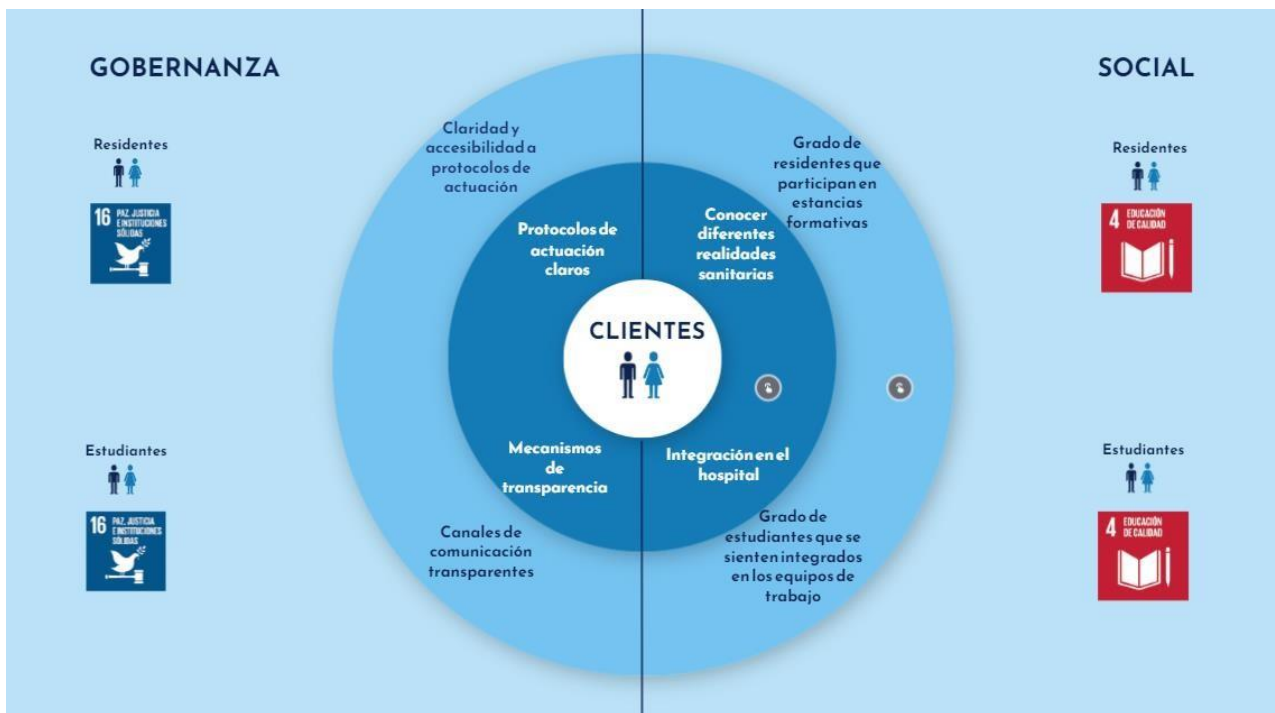 GOBERNANZA
Residentes
16 PAZ, JUSTICIA
E INSTITUCIONES
SÓLIDAS
Estudiantes
16 PAZ, JUSTICIA
E INSTITUCIONES
SÓLIDAS
Claridad y
accesibilidad a
protocolos de
actuación
Protocolos de
actuación
claros
Mecanismos
de
transparencia
Canales de
comunicación
transparentes
CLIENTES
Conocer
diferentes
realidades
sanitarias
Grado de
residentes que
participan en
estancias
formativas
Integración en el
hospital
Grado de
estudiantes que se
sienten integrados
en los equipos de
trabajo
SOCIAL
Residentes
4 EDUCACIÓN
DE CALIDAD
Estudiantes
4 EDUCACIÓN
DE CALIDAD